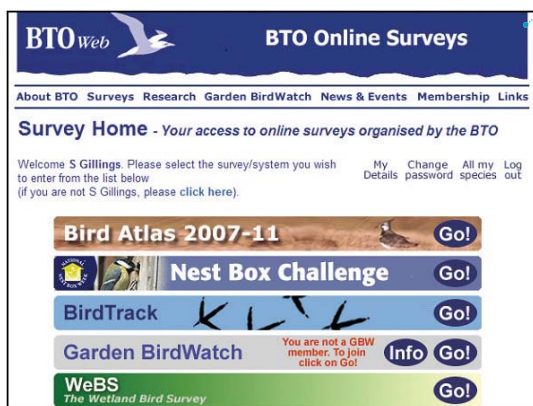 BTO Web
BTO Online Surveys
About BTO Surveys Research Garden BirdWatch News & Events Membership Links
Survey Home - Your access to online surveys organised by the BTO
Welcome S Gillings. Please select the survey/system you wish
to enter from the list below
(if you are not S Gillings, please click here).
My Details
Change password
All my species
Log out
Bird Atlas 2007-11 Go!
NATIONAL
NEST BOX WEEK
Nest Box Challenge Go!
BirdTrack Go!
Garden BirdWatch
You are not a GBW
member. To join
click on Go!
Info Go!
WeBS
The Wetland Bird Survey
Go!